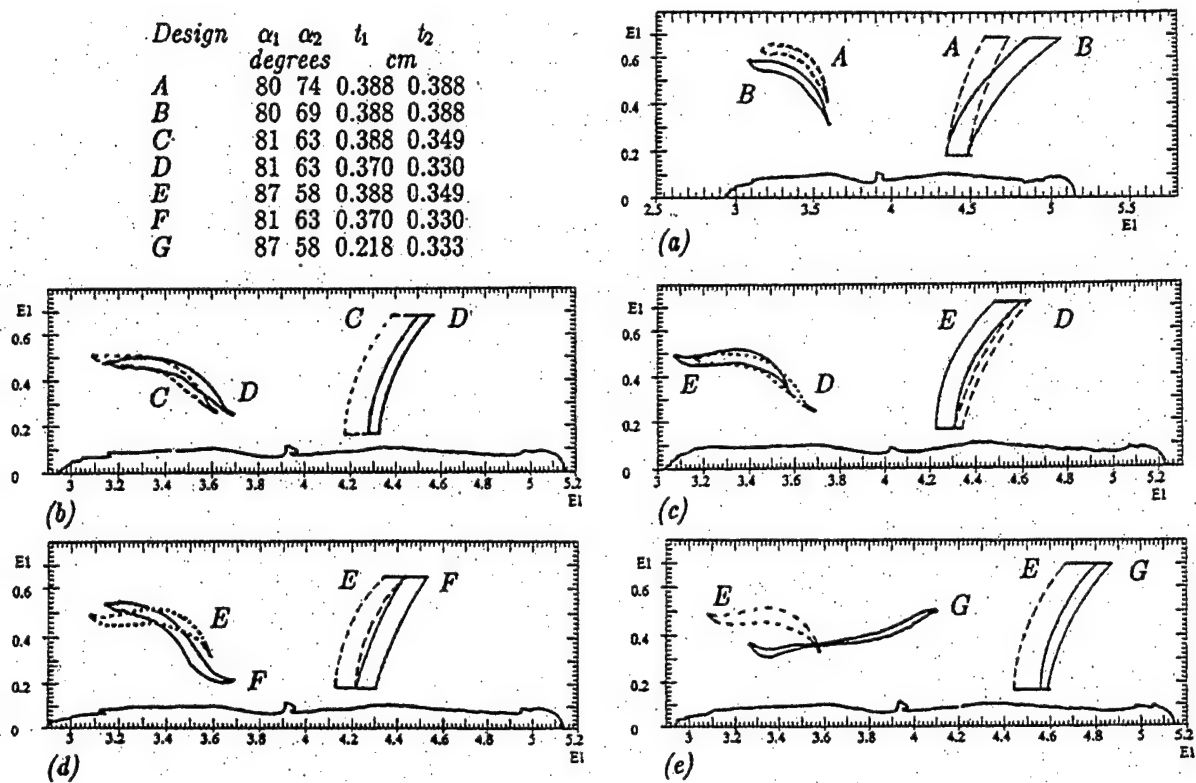 Design α1 α2 t1 t2
degrees cm
A 80 74 0.388 0.388
B 80 69 0.388 0.388
C 81 63 0.388 0.349
D 81 63 0.370 0.330
E 87 58 0.388 0.349
F 81 63 0.370 0.330
G 87 58 0.218 0.333
E1
0.6
0.4
0.2
0
A
B
A
B
2.5 3 3.5 4 4.5 5 5.5
E1
(a)
E1
0.6
0.4
0.2
0
C
D
C
D
3 3.2 3.4 3.6 3.8 4 4.2 4.4 4.6 4.8 5 5.2
E1
(b)
E1
0.6
0.4
0.2
0
E
D
E
D
3 3.2 3.4 3.6 3.8 4 4.2 4.4 4.6 4.8 5 5.2
E1
(c)
E1
0.6
0.4
0.2
0
E
F
E
F
3 3.2 3.4 3.6 3.8 4 4.2 4.4 4.6 4.8 5 5.2
E1
(d)
E1
0.6
0.4
0.2
0
E
G
E
G
3 3.2 3.4 3.6 3.8 4 4.2 4.4 4.6 4.8 5 5.2
E1
(e)